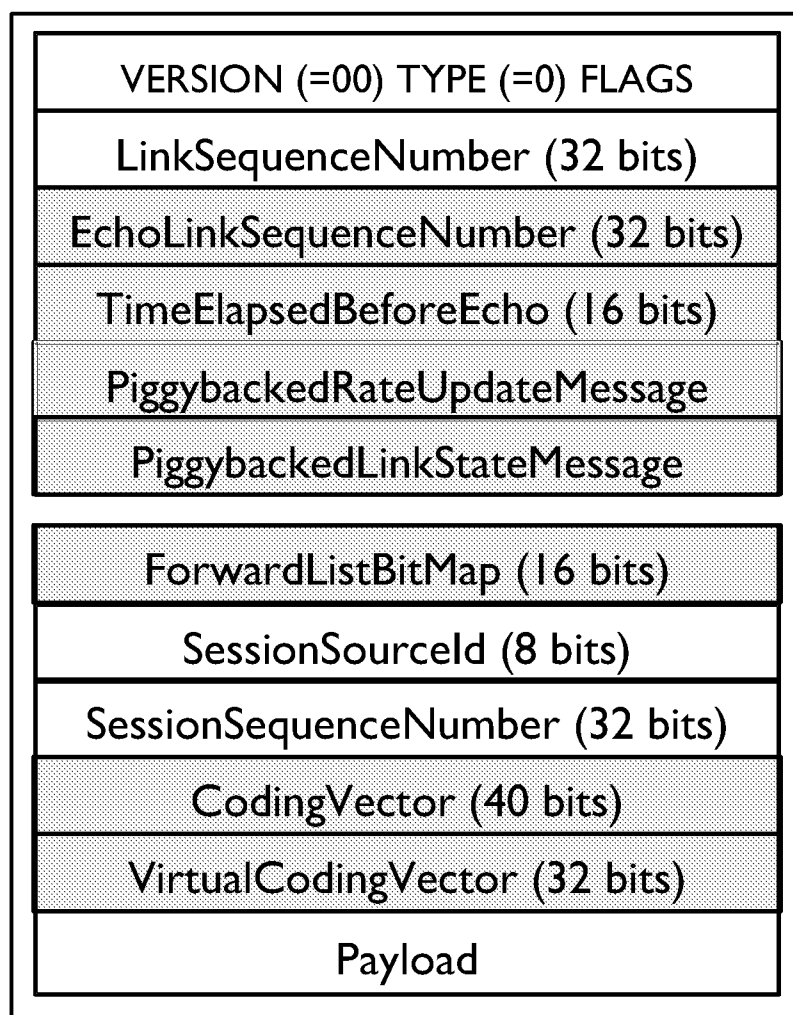 VERSION (=00) TYPE (=0) FLAGS
LinkSequenceNumber (32 bits)
EchoLinkSequenceNumber (32 bits)
TimeElapsedBeforeEcho (16 bits)
PiggybackedRateUpdateMessage
PiggybackedLinkStateMessage
ForwardListBitMap (16 bits)
SessionSourceId (8 bits)
SessionSequenceNumber (32 bits)
CodingVector (40 bits)
VirtualCodingVector (32 bits)
Payload